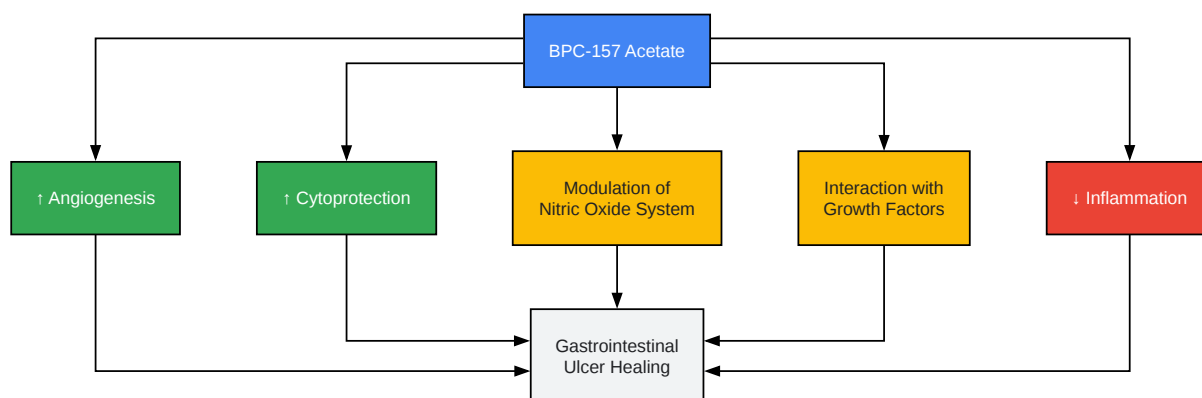 BPC-157 Acetate
↑ Angiogenesis
↑ Cytoprotection
Modulation of
Nitric Oxide System
Interaction with
Growth Factors
↓ Inflammation
Gastrointestinal
Ulcer Healing